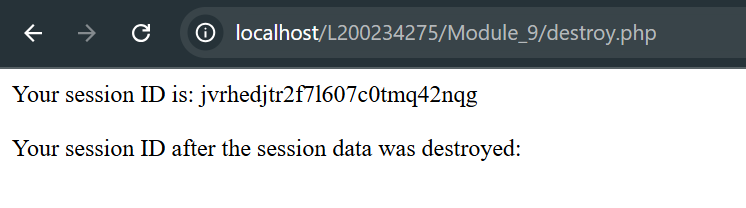 localhost/L200234275/Module_9/destroy.php
Your session ID is: jvrhedjtr2f7l607c0tmq42nqg
Your session ID after the session data was destroyed: